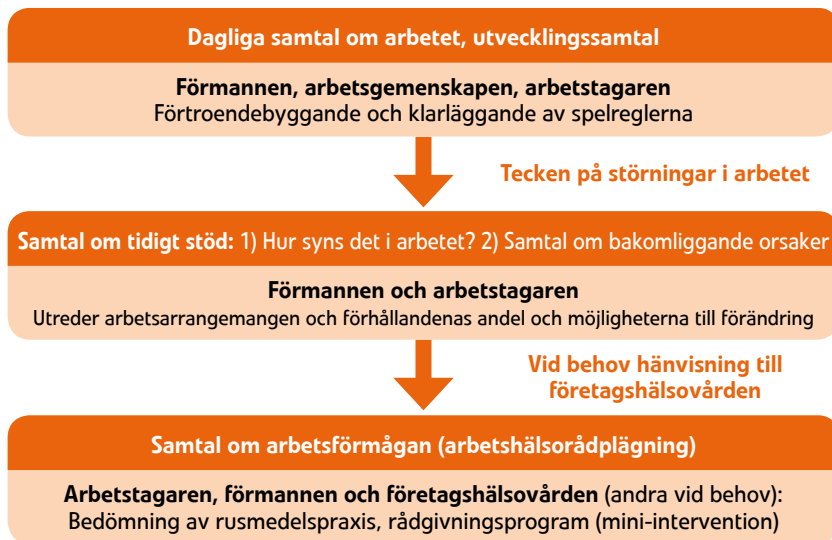 Dagliga samtal om arbetet, utvecklingssamtal
Förmannen, arbetsgemenskapen, arbetstagaren
Förtroendebyggande och klarläggande av spelreglerna
Tecken på störningar i arbetet
Samtal om tidigt stöd: 1) Hur syns det i arbetet? 2) Samtal om bakomliggande orsaker
Förmannen och arbetstagaren
Utreder arbetsarrangemangen och förhållandenas andel och möjligheterna till förändring
Vid behov hänvisning till
företagshälsovården
Samtal om arbetsförmågan (arbetshälsorådplägning)
Arbetstagaren, förmannen och företagshälsovården (andra vid behov):
Bedömning av rusmedelspraxis, rådgivningsprogram (mini-intervention)